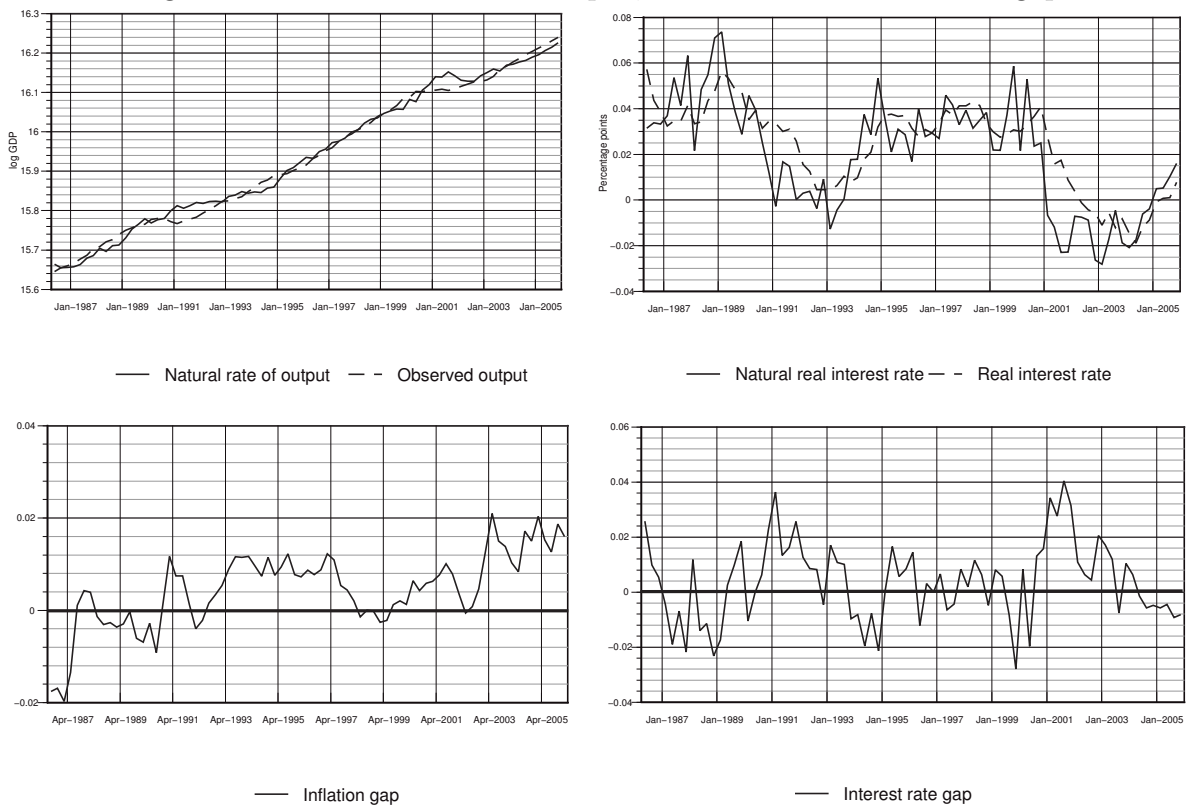 16.3
16.2
16.1
16
15.9
15.8
15.7
15.6
log GDP
Jan–1987 Jan–1989 Jan–1991 Jan–1993 Jan–1995 Jan–1997 Jan–1999 Jan–2001 Jan–2003 Jan–2005
Natural rate of output Observed output
0.08
0.06
0.04
0.02
0
–0.02
–0.04
Percentage points
Jan–1987 Jan–1989 Jan–1991 Jan–1993 Jan–1995 Jan–1997 Jan–1999 Jan–2001 Jan–2003 Jan–2005
Natural real interest rate Real interest rate
0.04
0.02
0
–0.02
Apr–1987 Apr–1989 Apr–1991 Apr–1993 Apr–1995 Apr–1997 Apr–1999 Apr–2001 Apr–2003 Apr–2005
Inflation gap
0.06
0.04
0.02
0
–0.02
–0.04
Jan–1987 Jan–1989 Jan–1991 Jan–1993 Jan–1995 Jan–1997 Jan–1999 Jan–2001 Jan–2003 Jan–2005
Interest rate gap